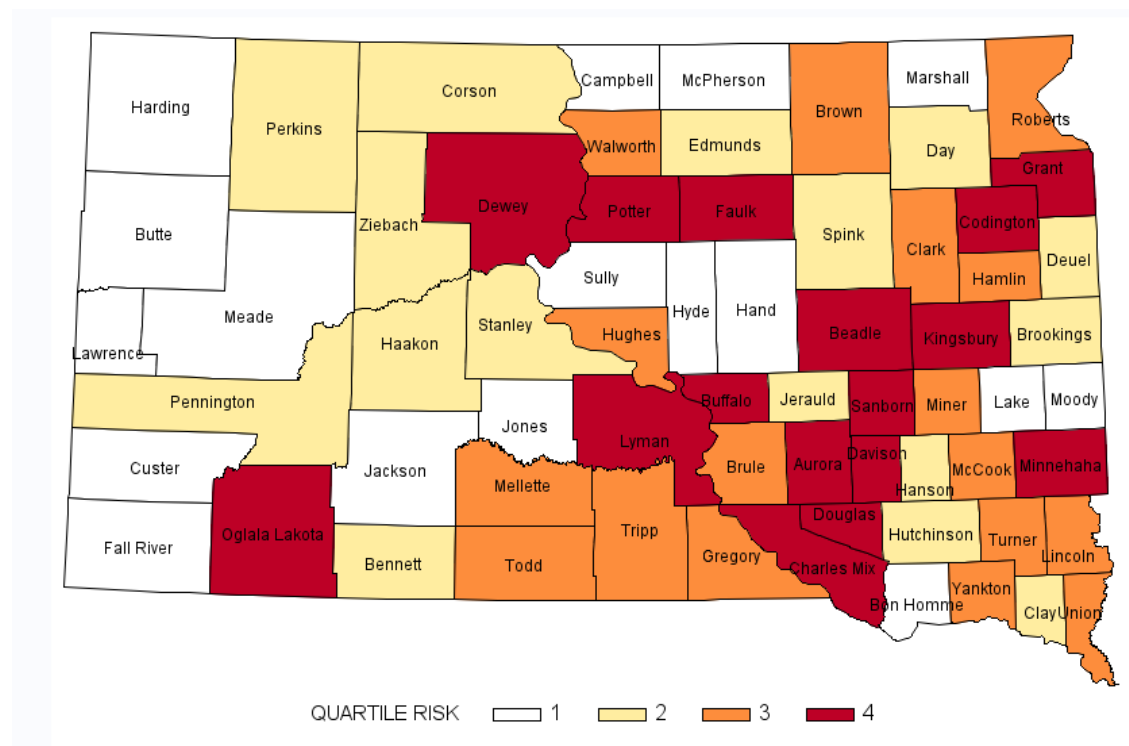 Campbell
McPherson
Marshall
Harding
Corson
Perkins
Brown
Roberts
Walworth
Edmunds
Day
Grant
Dewey
Potter
Faulk
Codington
Ziebach
Butte
Spink
Clark
Deuel
Sully
Hamlin
Meade
Hyde
Hand
Stanley
Hughes
Beadle
Kingsbury
Brookings
Haakon
Lawrence
Pennington
Buffalo
Jerauld
Sanborn
Miner
Lake
Moody
Jones
Lyman
Custer
Jackson
Brule
Aurora
Davison
McCook
Minnehaha
Mellette
Hanson
Oglala Lakota
Tripp
Douglas
Hutchinson
Turner
Fall River
Gregory
Lincoln
Bennett
Todd
Charles Mix
Yankton
Bon Homme
Clay
Union
QUARTILE RISK 1 2 3 4